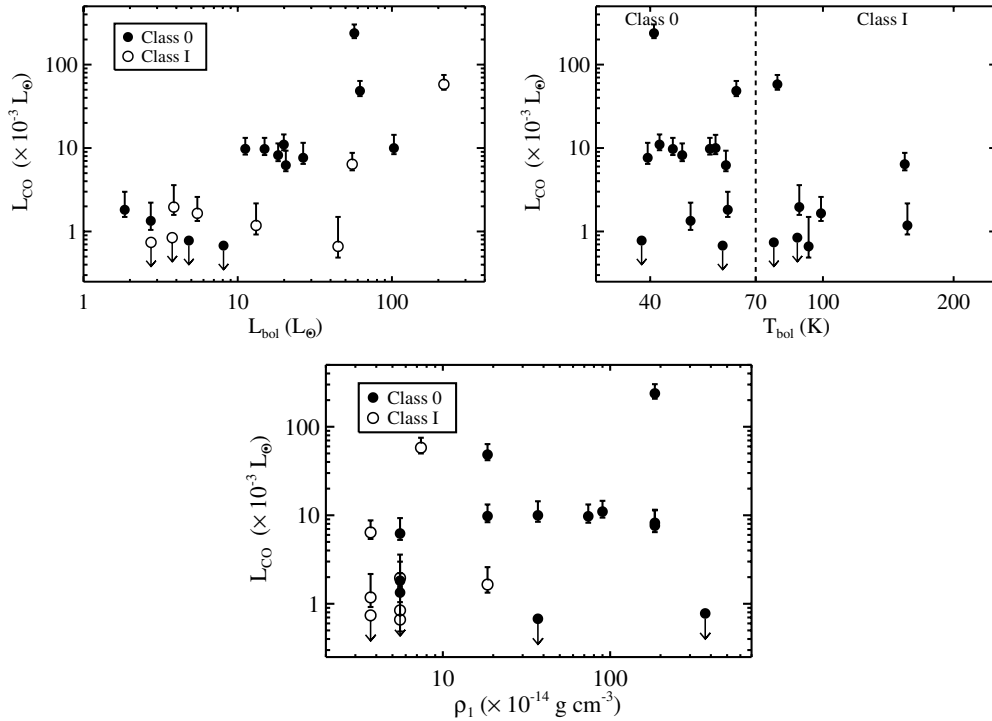 Class 0
Class I
100
10
1
L_CO (× 10⁻³ L_⊙)
1
10
100
L_bol (L_⊙)
Class 0
Class I
100
10
1
L_CO (× 10⁻³ L_⊙)
40
70
100
200
T_bol (K)
Class 0
Class I
100
10
1
L_CO (× 10⁻³ L_⊙)
10
100
ρ₁ (× 10⁻¹⁴ g cm⁻³)